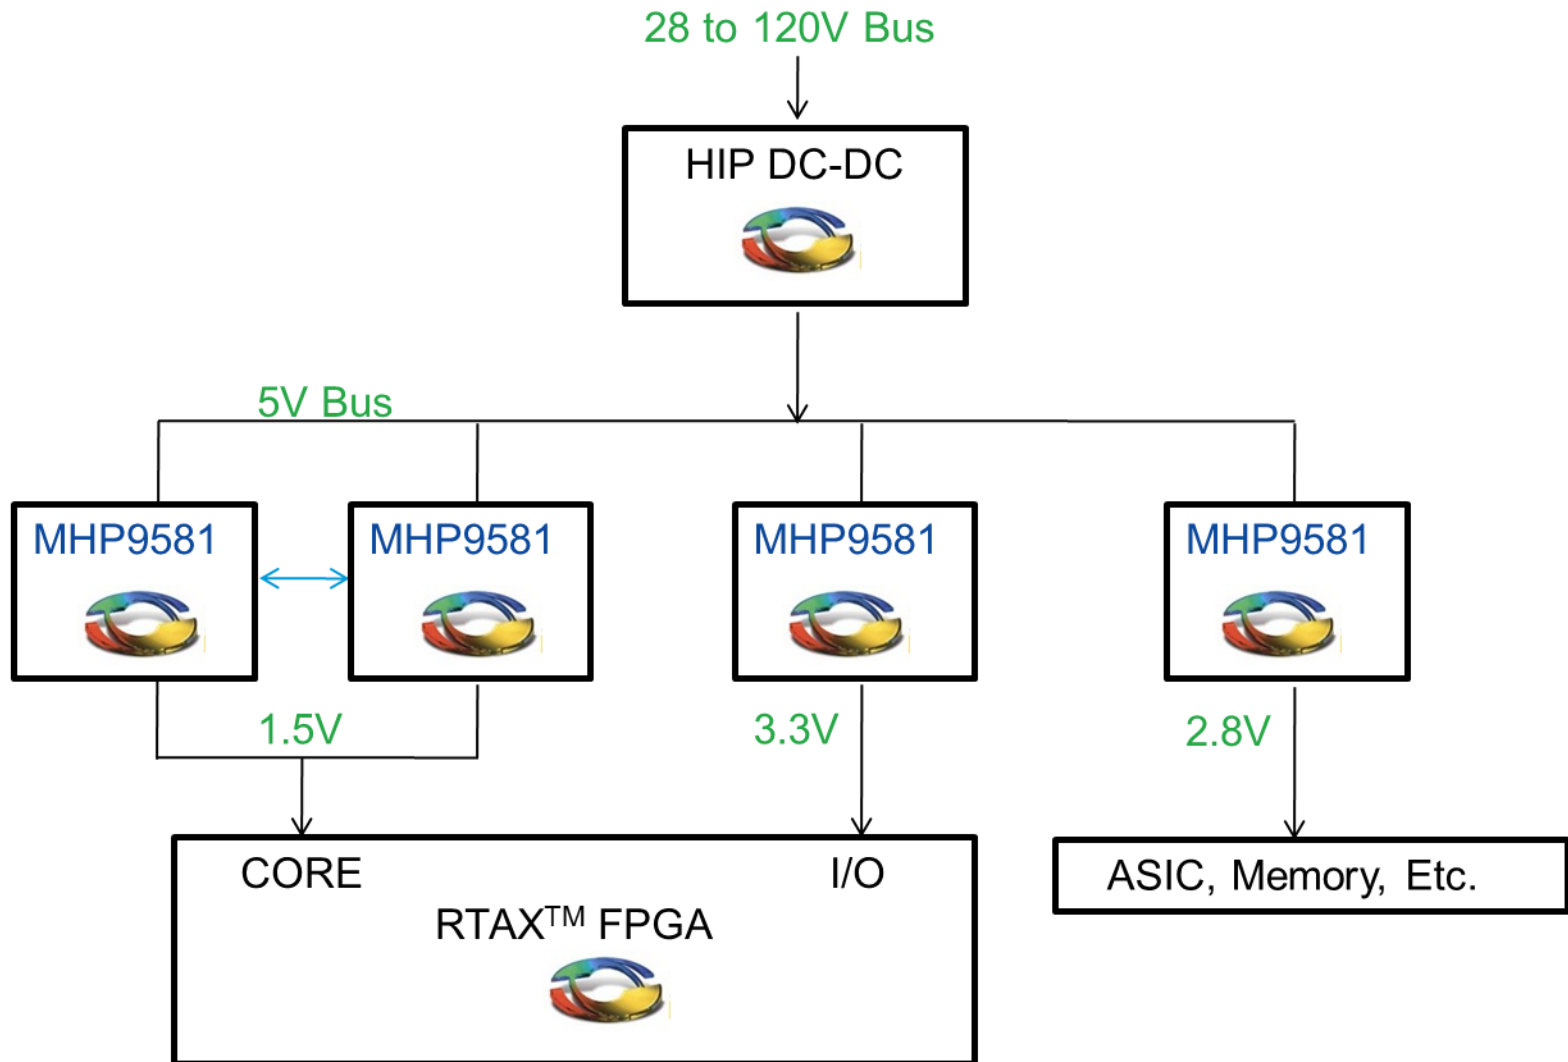 28 to 120V Bus
HIP DC-DC
5V Bus
MHP9581
MHP9581
MHP9581
MHP9581
1.5V
3.3V
2.8V
CORE
I/O
ASIC, Memory, Etc.
RTAX™ FPGA